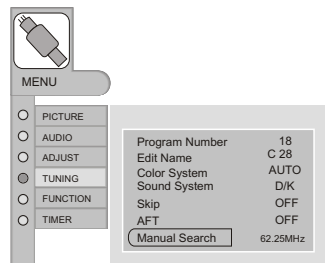 MENU
PICTURE
AUDIO
ADJUST
TUNING
FUNCTION
TIMER
Program Number 18
Edit Name C 28
Color System AUTO
Sound System D/K
Skip OFF
AFT OFF
Manual Search 62.25MHz